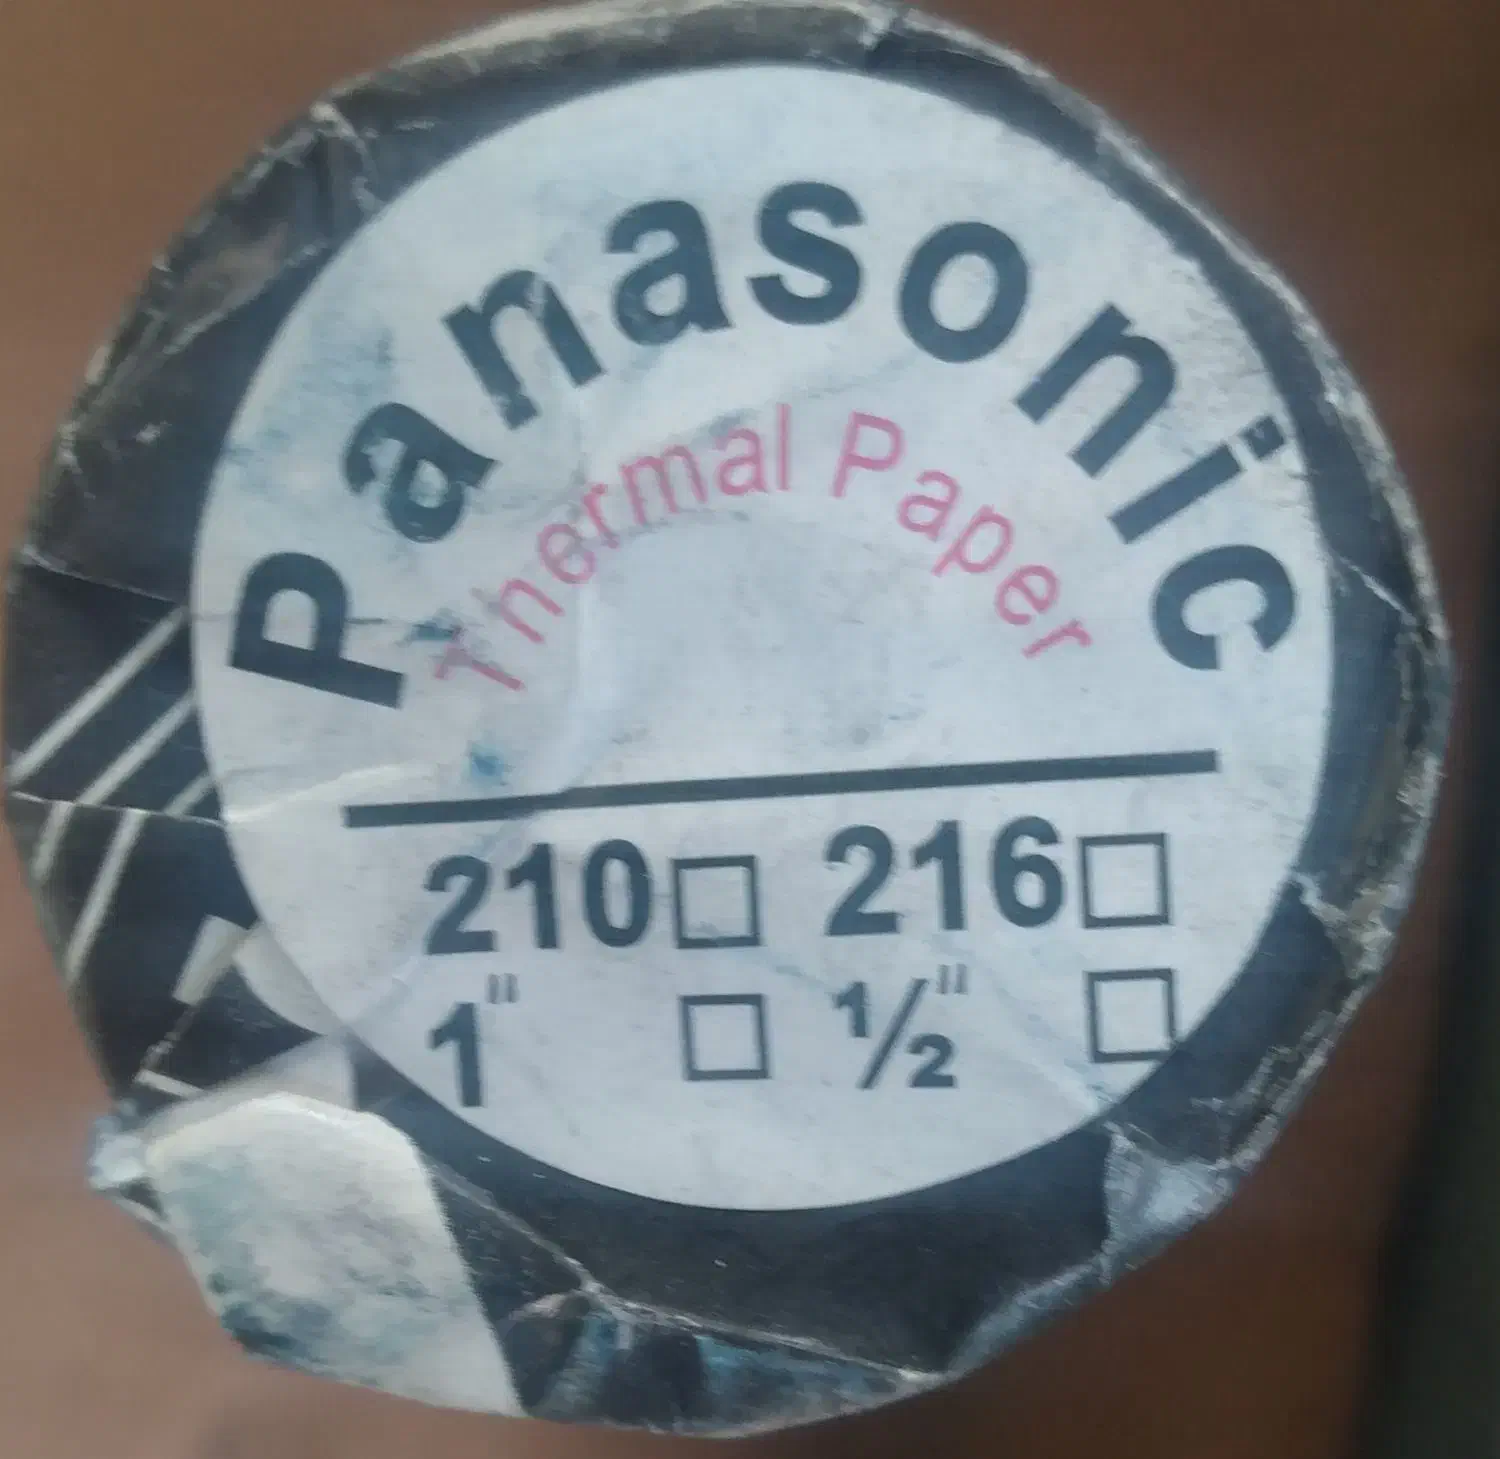 Panasonic
Thermal Paper
210□ 216□
1" □ ½" □